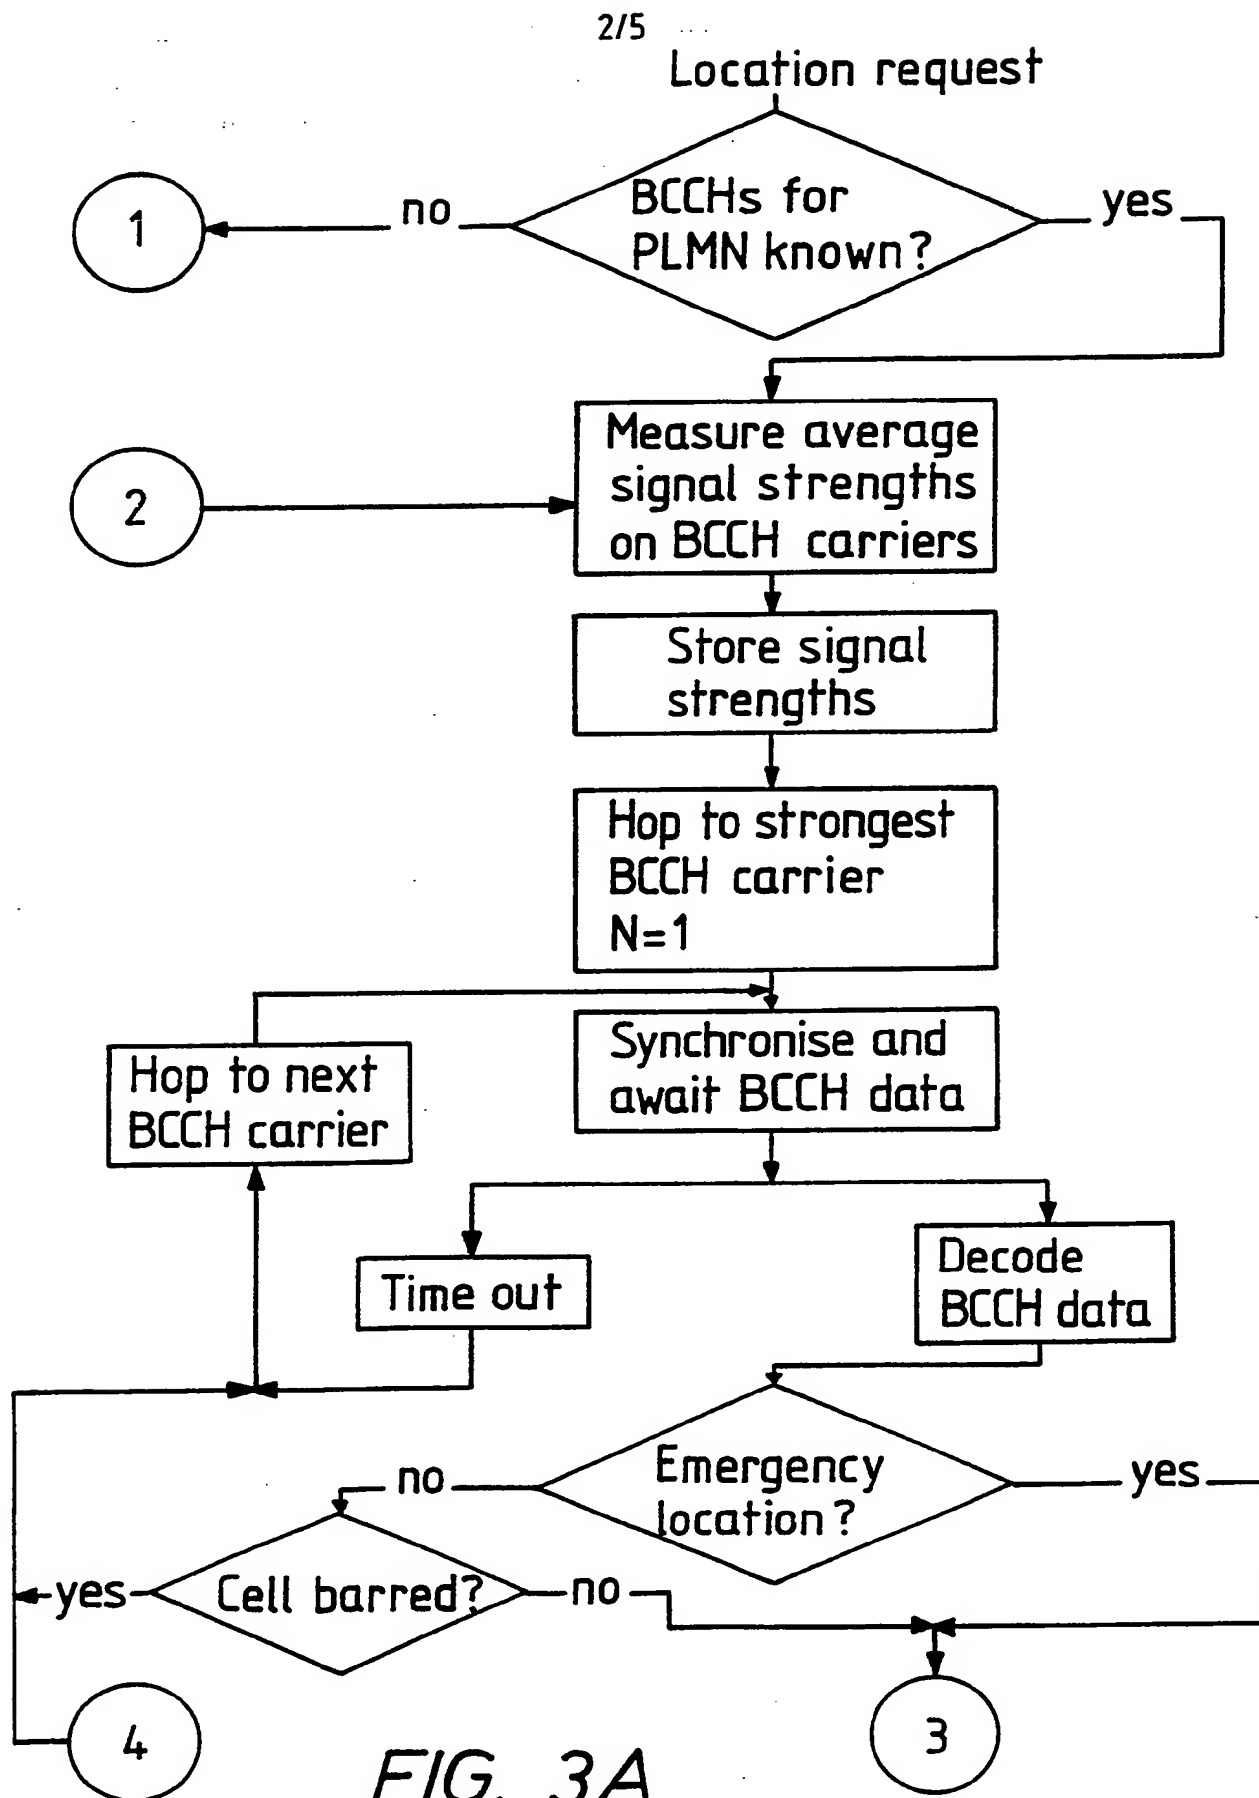 2/5
Location request
BCCHs for
PLMN known?
no
yes
1
Measure average
signal strengths
on BCCH carriers
2
Store signal
strengths
Hop to strongest
BCCH carrier
N=1
Synchronise and
await BCCH data
Hop to next
BCCH carrier
Time out
Decode
BCCH data
Emergency
location?
no
yes
Cell barred?
yes
no
4
3
FIG. 3A